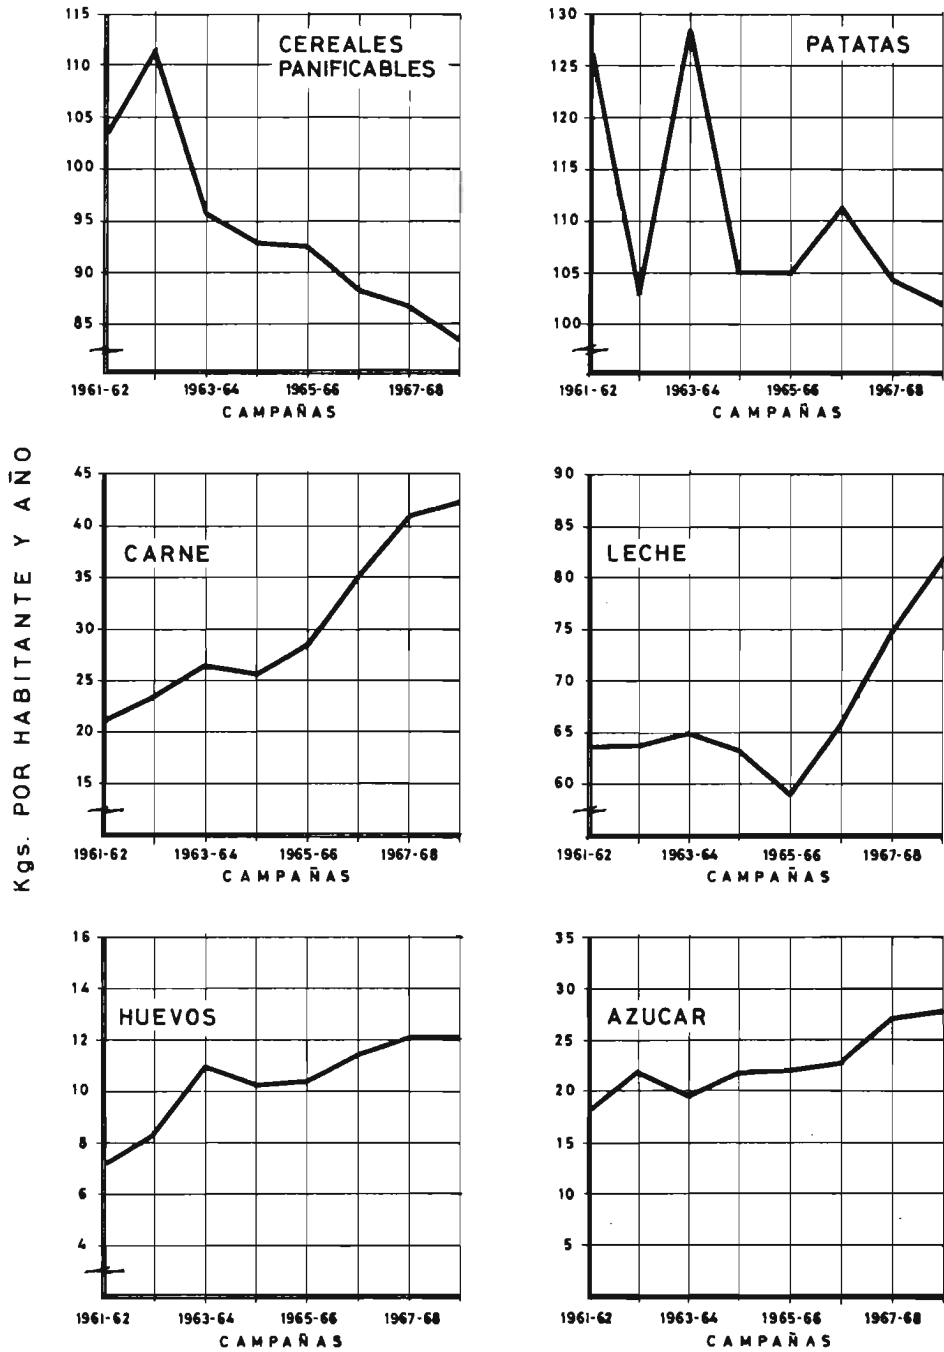 Kgs. POR HABITANTE Y AÑO
CEREALES
PANIFICABLES
115
110
105
100
95
90
85
1961-62 1963-64 1965-66 1967-68
CAMPAÑAS
PATATAS
130
125
120
115
110
105
100
1961-62 1963-64 1965-66 1967-68
CAMPAÑAS
CARNE
45
40
35
30
25
20
15
1961-62 1963-64 1965-66 1967-68
CAMPAÑAS
LECHE
90
85
80
75
70
65
60
1961-62 1963-64 1965-66 1967-68
CAMPAÑAS
HUEVOS
16
14
12
10
8
6
4
1961-62 1963-64 1965-66 1967-68
CAMPAÑAS
AZUCAR
35
30
25
20
15
10
5
1961-62 1963-64 1965-66 1967-68
CAMPAÑAS